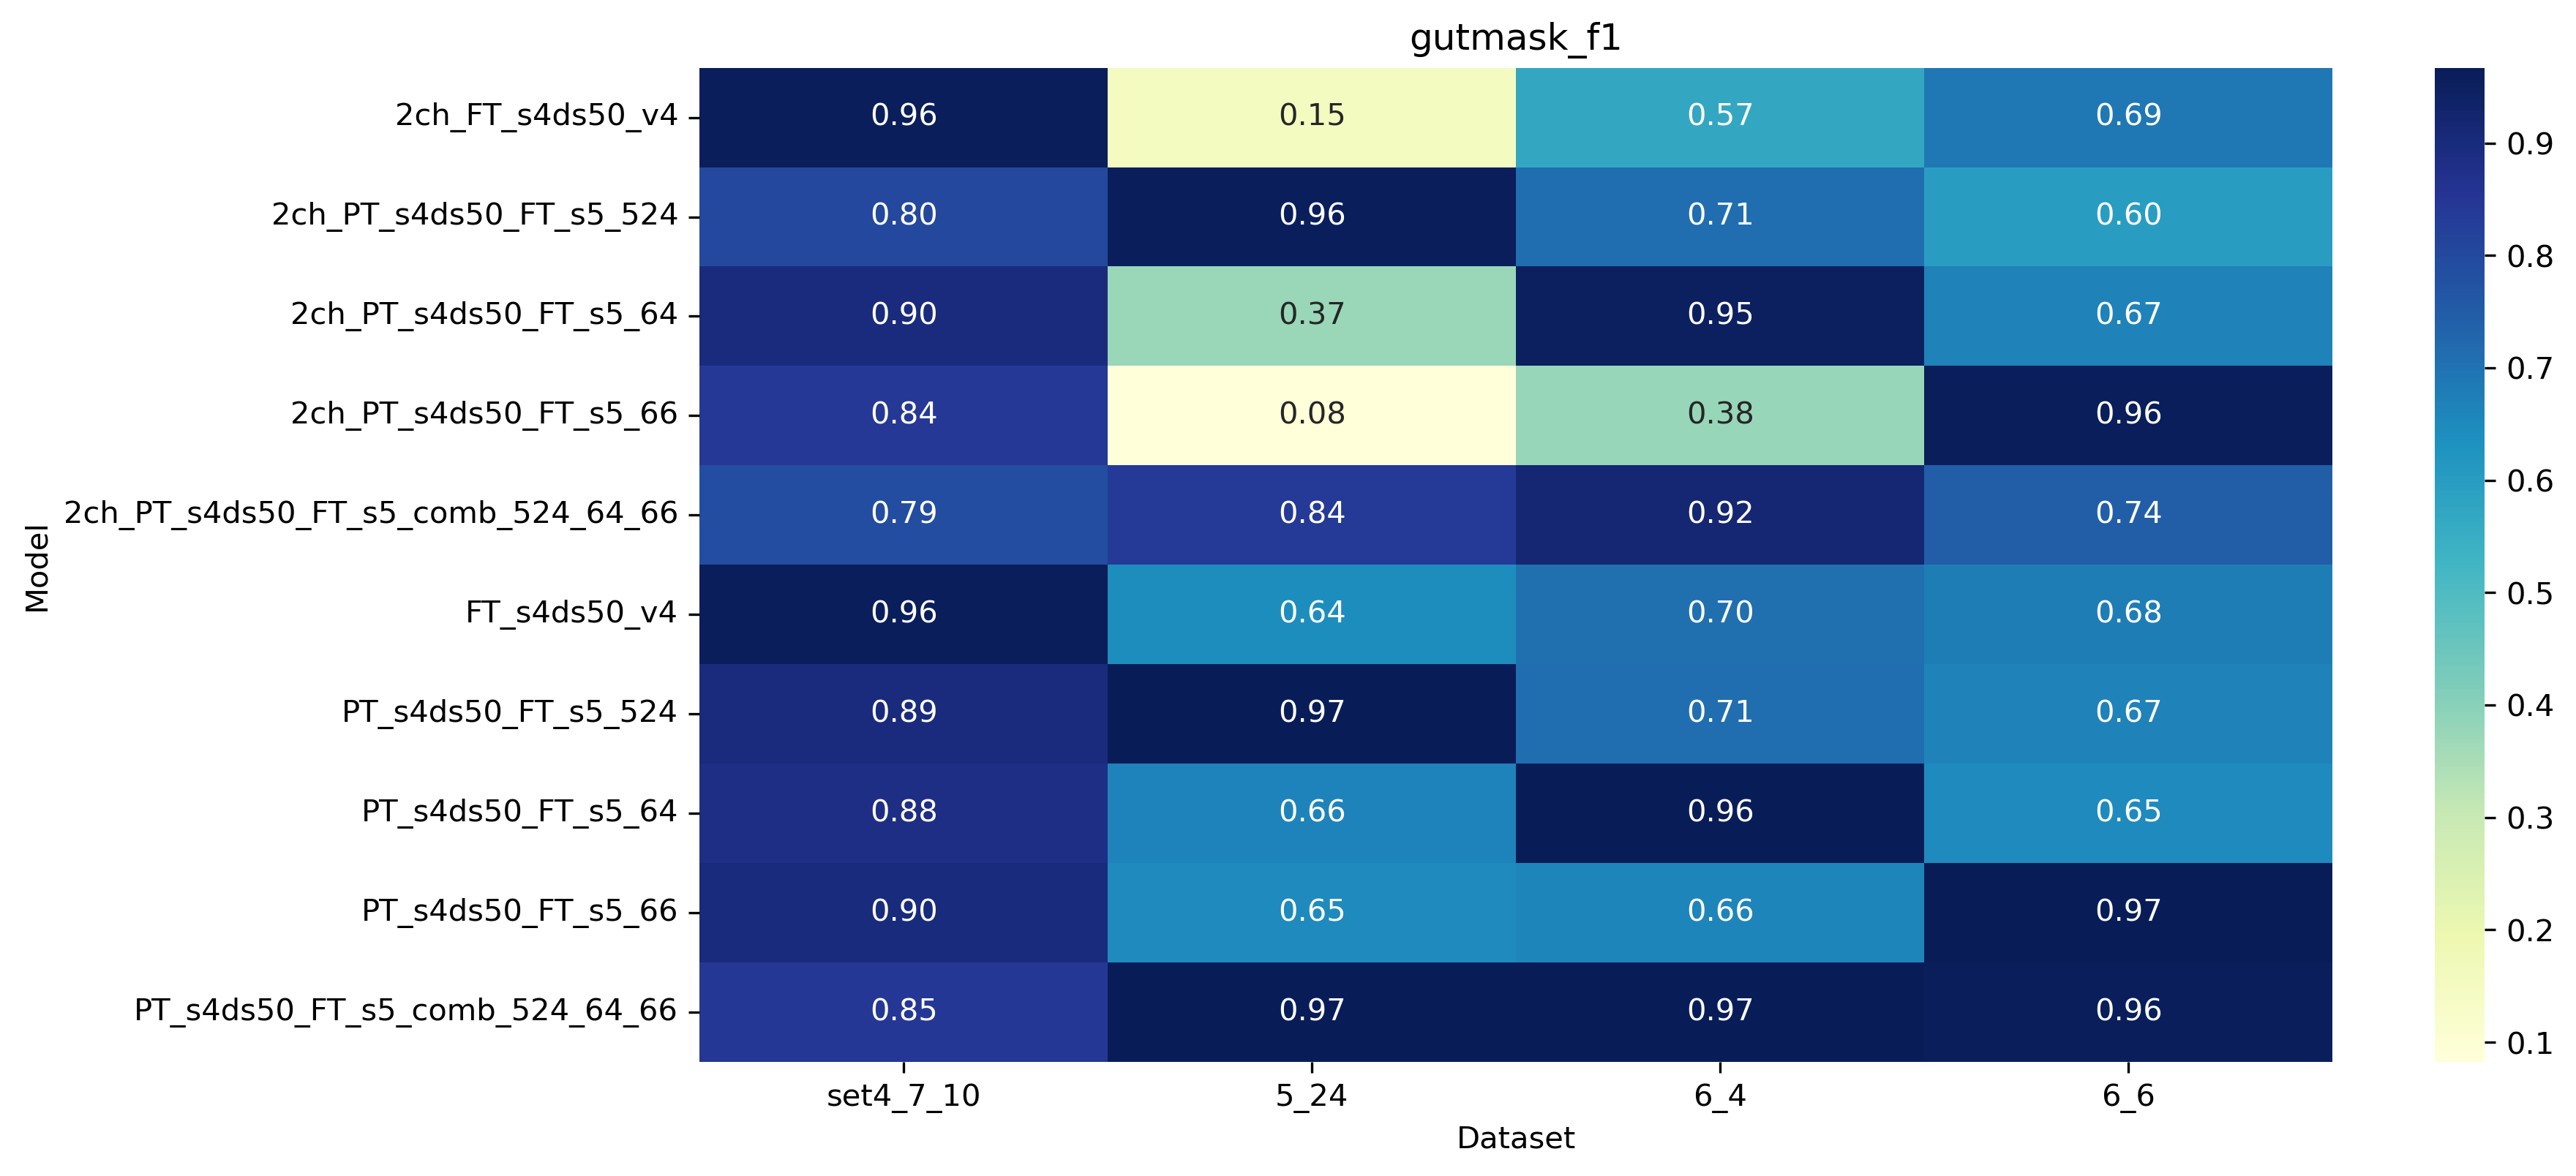 gutmask_f1
2ch_FT_s4ds50_v4 0.96 0.15 0.57 0.69
2ch_PT_s4ds50_FT_s5_524 0.80 0.96 0.71 0.60
2ch_PT_s4ds50_FT_s5_64 0.90 0.37 0.95 0.67
2ch_PT_s4ds50_FT_s5_66 0.84 0.08 0.38 0.96
2ch_PT_s4ds50_FT_s5_comb_524_64_66 0.79 0.84 0.92 0.74
FT_s4ds50_v4 0.96 0.64 0.70 0.68
PT_s4ds50_FT_s5_524 0.89 0.97 0.71 0.67
PT_s4ds50_FT_s5_64 0.88 0.66 0.96 0.65
PT_s4ds50_FT_s5_66 0.90 0.65 0.66 0.97
PT_s4ds50_FT_s5_comb_524_64_66 0.85 0.97 0.97 0.96
set4_7_10 5_24 6_4 6_6
Dataset
Model
0.9
0.8
0.7
0.6
0.5
0.4
0.3
0.2
0.1